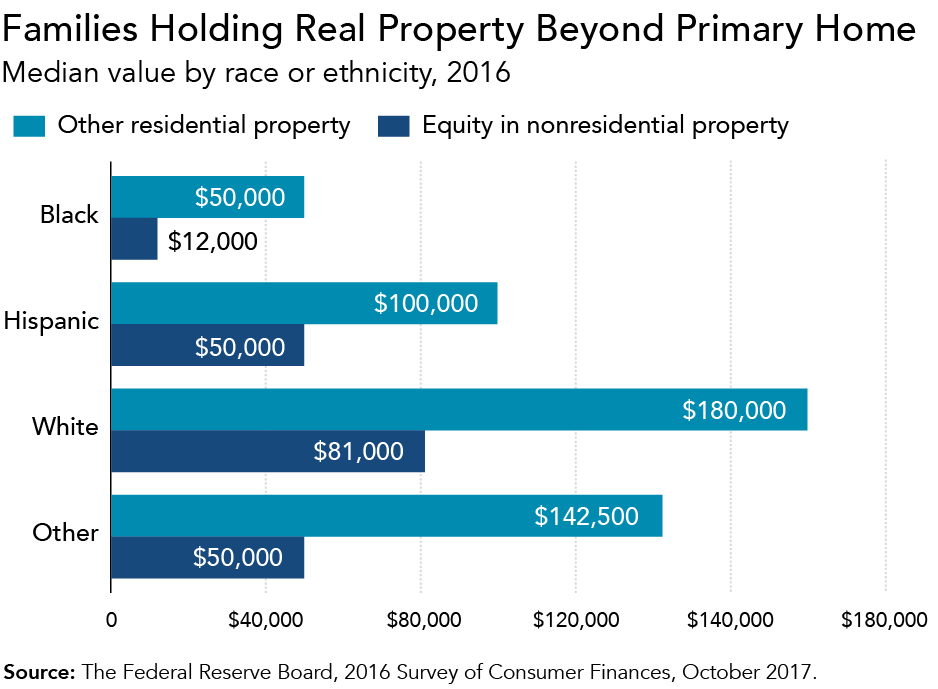 Families Holding Real Property Beyond Primary Home
Median value by race or ethnicity, 2016
Other residential property
Equity in nonresidential property
Black
$50,000
$12,000
Hispanic
$100,000
$50,000
White
$180,000
$81,000
Other
$142,500
$50,000
0 $40,000 $80,000 $120,000 $140,000 $180,000
Source: The Federal Reserve Board, 2016 Survey of Consumer Finances, October 2017.